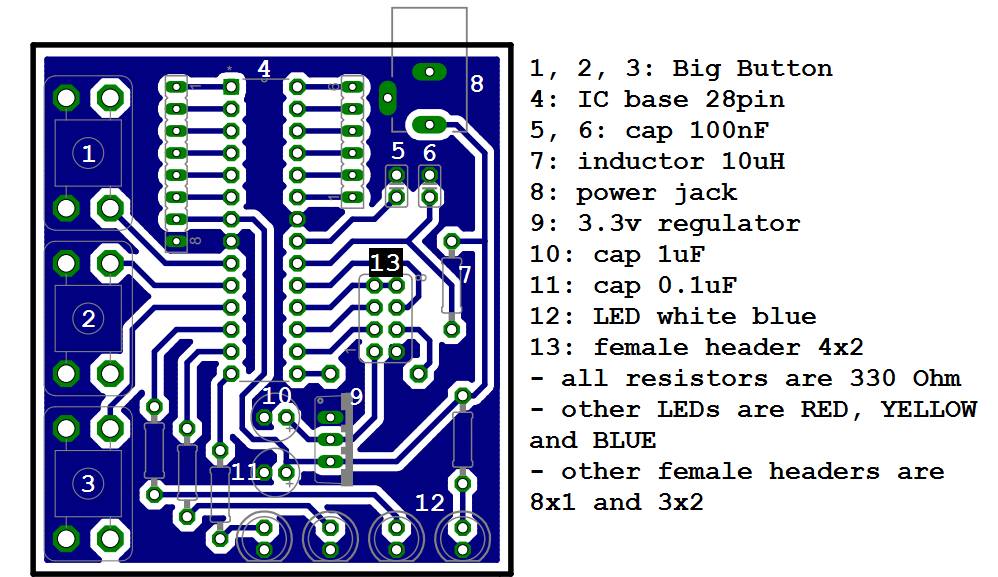 4
8
1
5 6
8
13
7
2
10
9
11
3
12
1, 2, 3: Big Button
4: IC base 28pin
5, 6: cap 100nF
7: inductor 10uH
8: power jack
9: 3.3v regulator
10: cap 1uF
11: cap 0.1uF
12: LED white blue
13: female header 4x2
- all resistors are 330 Ohm
- other LEDs are RED, YELLOW
and BLUE
- other female headers are
8x1 and 3x2